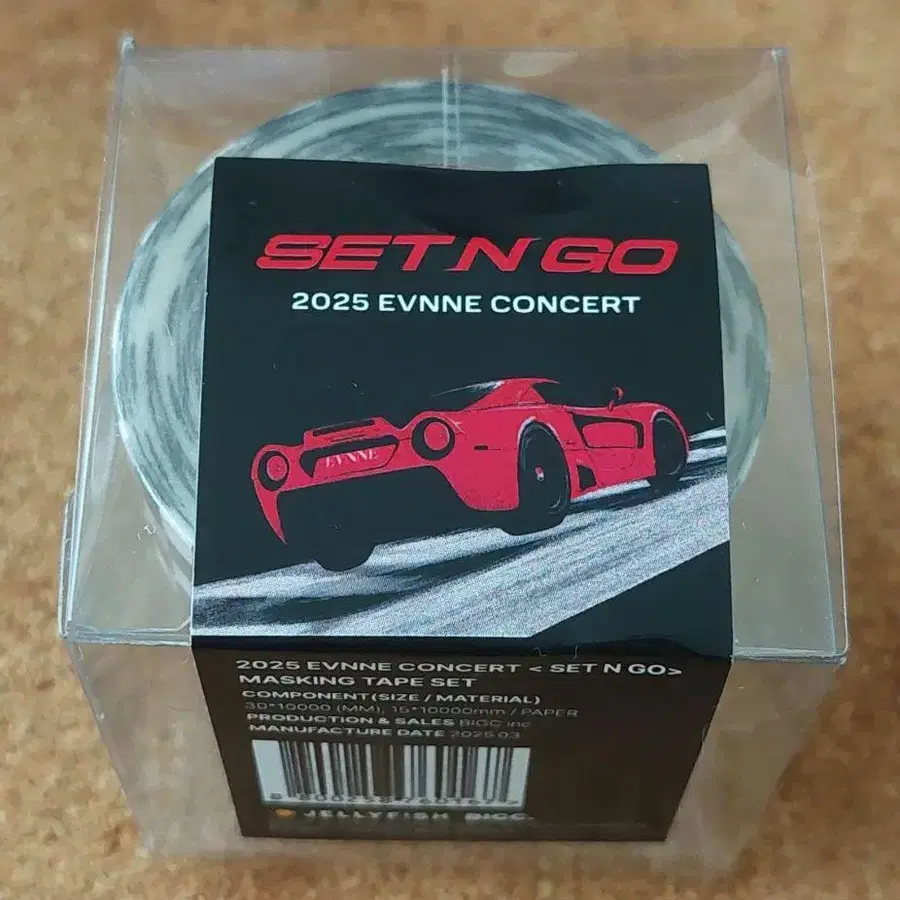 SET N GO
2025 EVNNE CONCERT
EVNNE
2025 EVNNE CONCERT < SET N GO>
MASKING TAPE SET
COMPONENT(SIZE / MATERIAL)
30*10000 (MM), 15*10000mm / PAPER
PRODUCTION & SALES BIGC inc
MANUFACTURE DATE 2025.03
JELLYFISH BIGC.